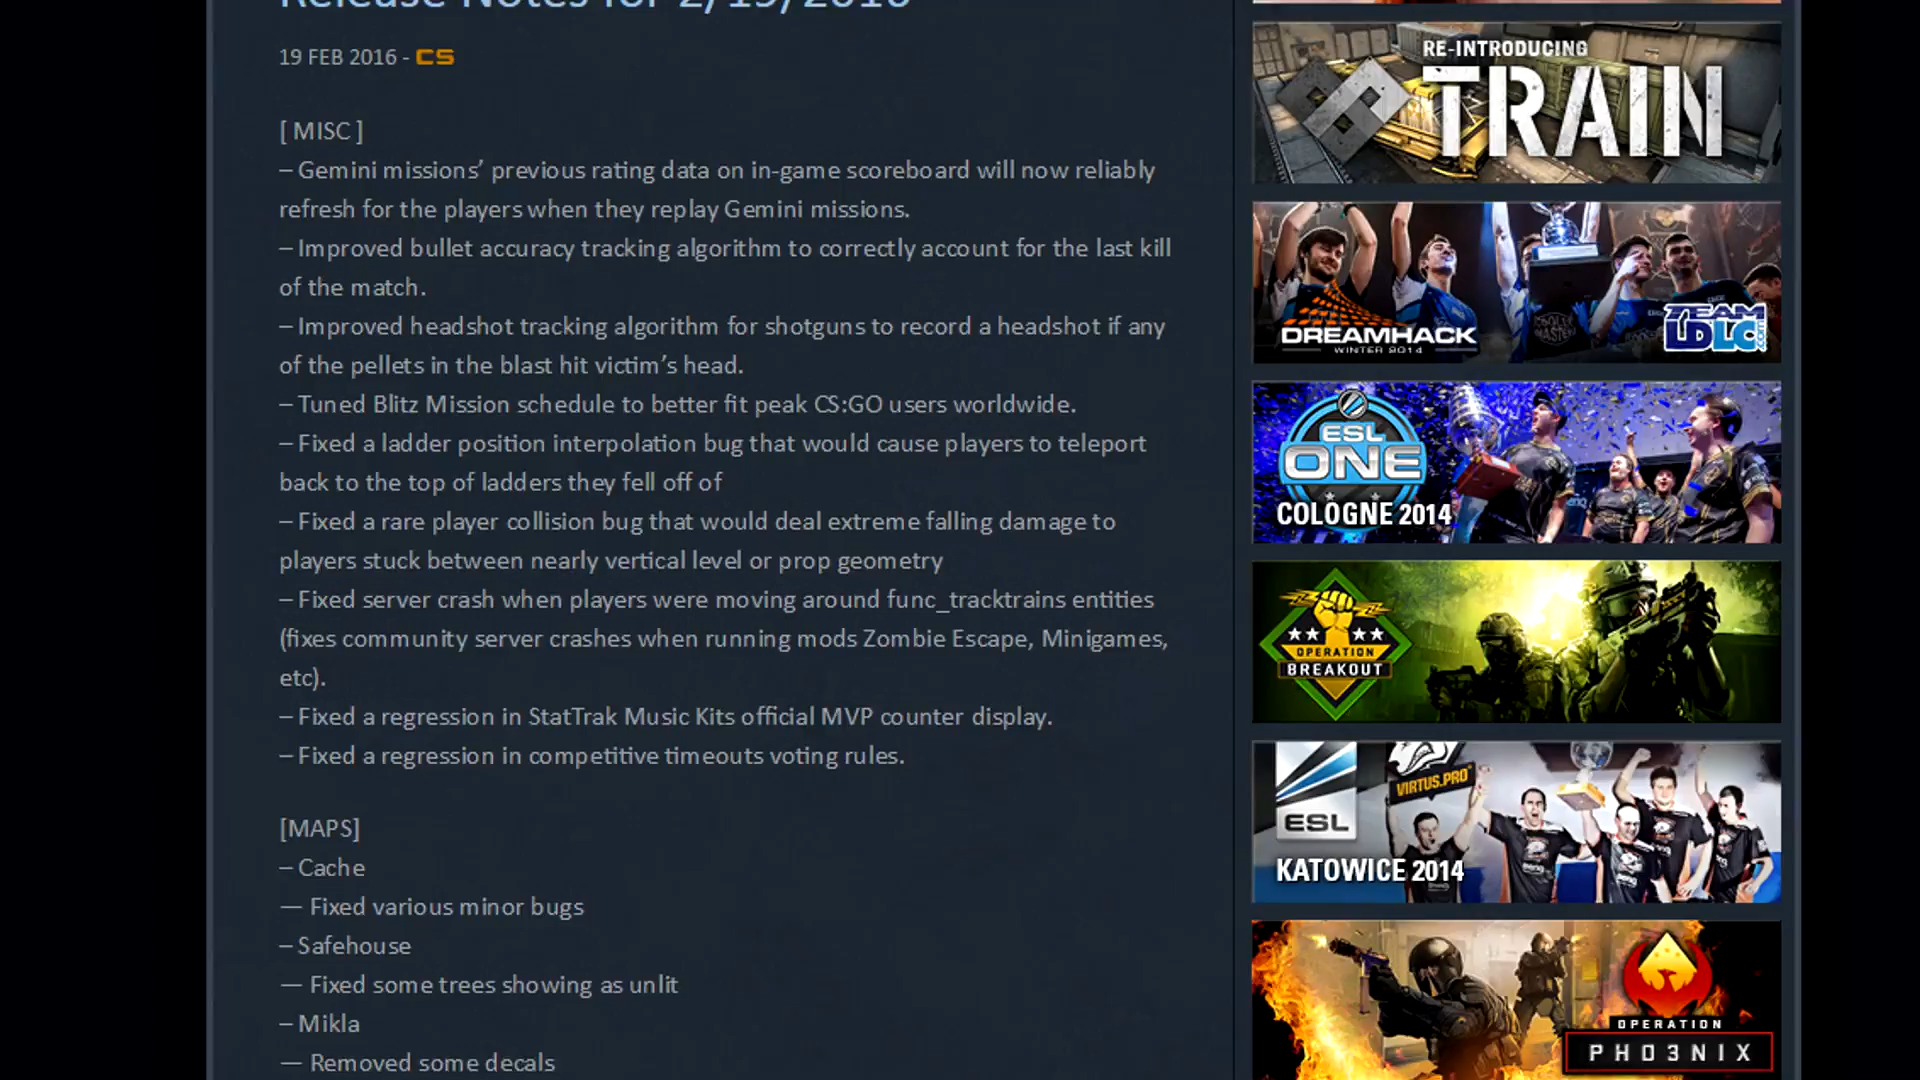 Release Notes for 2/19/2016
19 FEB 2016 - CS
[ MISC ]
– Gemini missions’ previous rating data on in-game scoreboard will now reliably
refresh for the players when they replay Gemini missions.
– Improved bullet accuracy tracking algorithm to correctly account for the last kill
of the match.
– Improved headshot tracking algorithm for shotguns to record a headshot if any
of the pellets in the blast hit victim’s head.
– Tuned Blitz Mission schedule to better fit peak CS:GO users worldwide.
– Fixed a ladder position interpolation bug that would cause players to teleport
back to the top of ladders they fell off of
– Fixed a rare player collision bug that would deal extreme falling damage to
players stuck between nearly vertical level or prop geometry
– Fixed server crash when players were moving around func_tracktrains entities
(fixes community server crashes when running mods Zombie Escape, Minigames,
etc).
– Fixed a regression in StatTrak Music Kits official MVP counter display.
– Fixed a regression in competitive timeouts voting rules.
[MAPS]
– Cache
— Fixed various minor bugs
– Safehouse
— Fixed some trees showing as unlit
– Mikla
— Removed some decals
RE-INTRODUCING
TRAIN
DREAMHACK
WINTER 2014
TEAM
LDLC
.com
ESL
ONE
COLOGNE 2014
OPERATION
BREAKOUT
VIRTUS.PRO
ESL
KATOWICE 2014
OPERATION
PHO3NIX